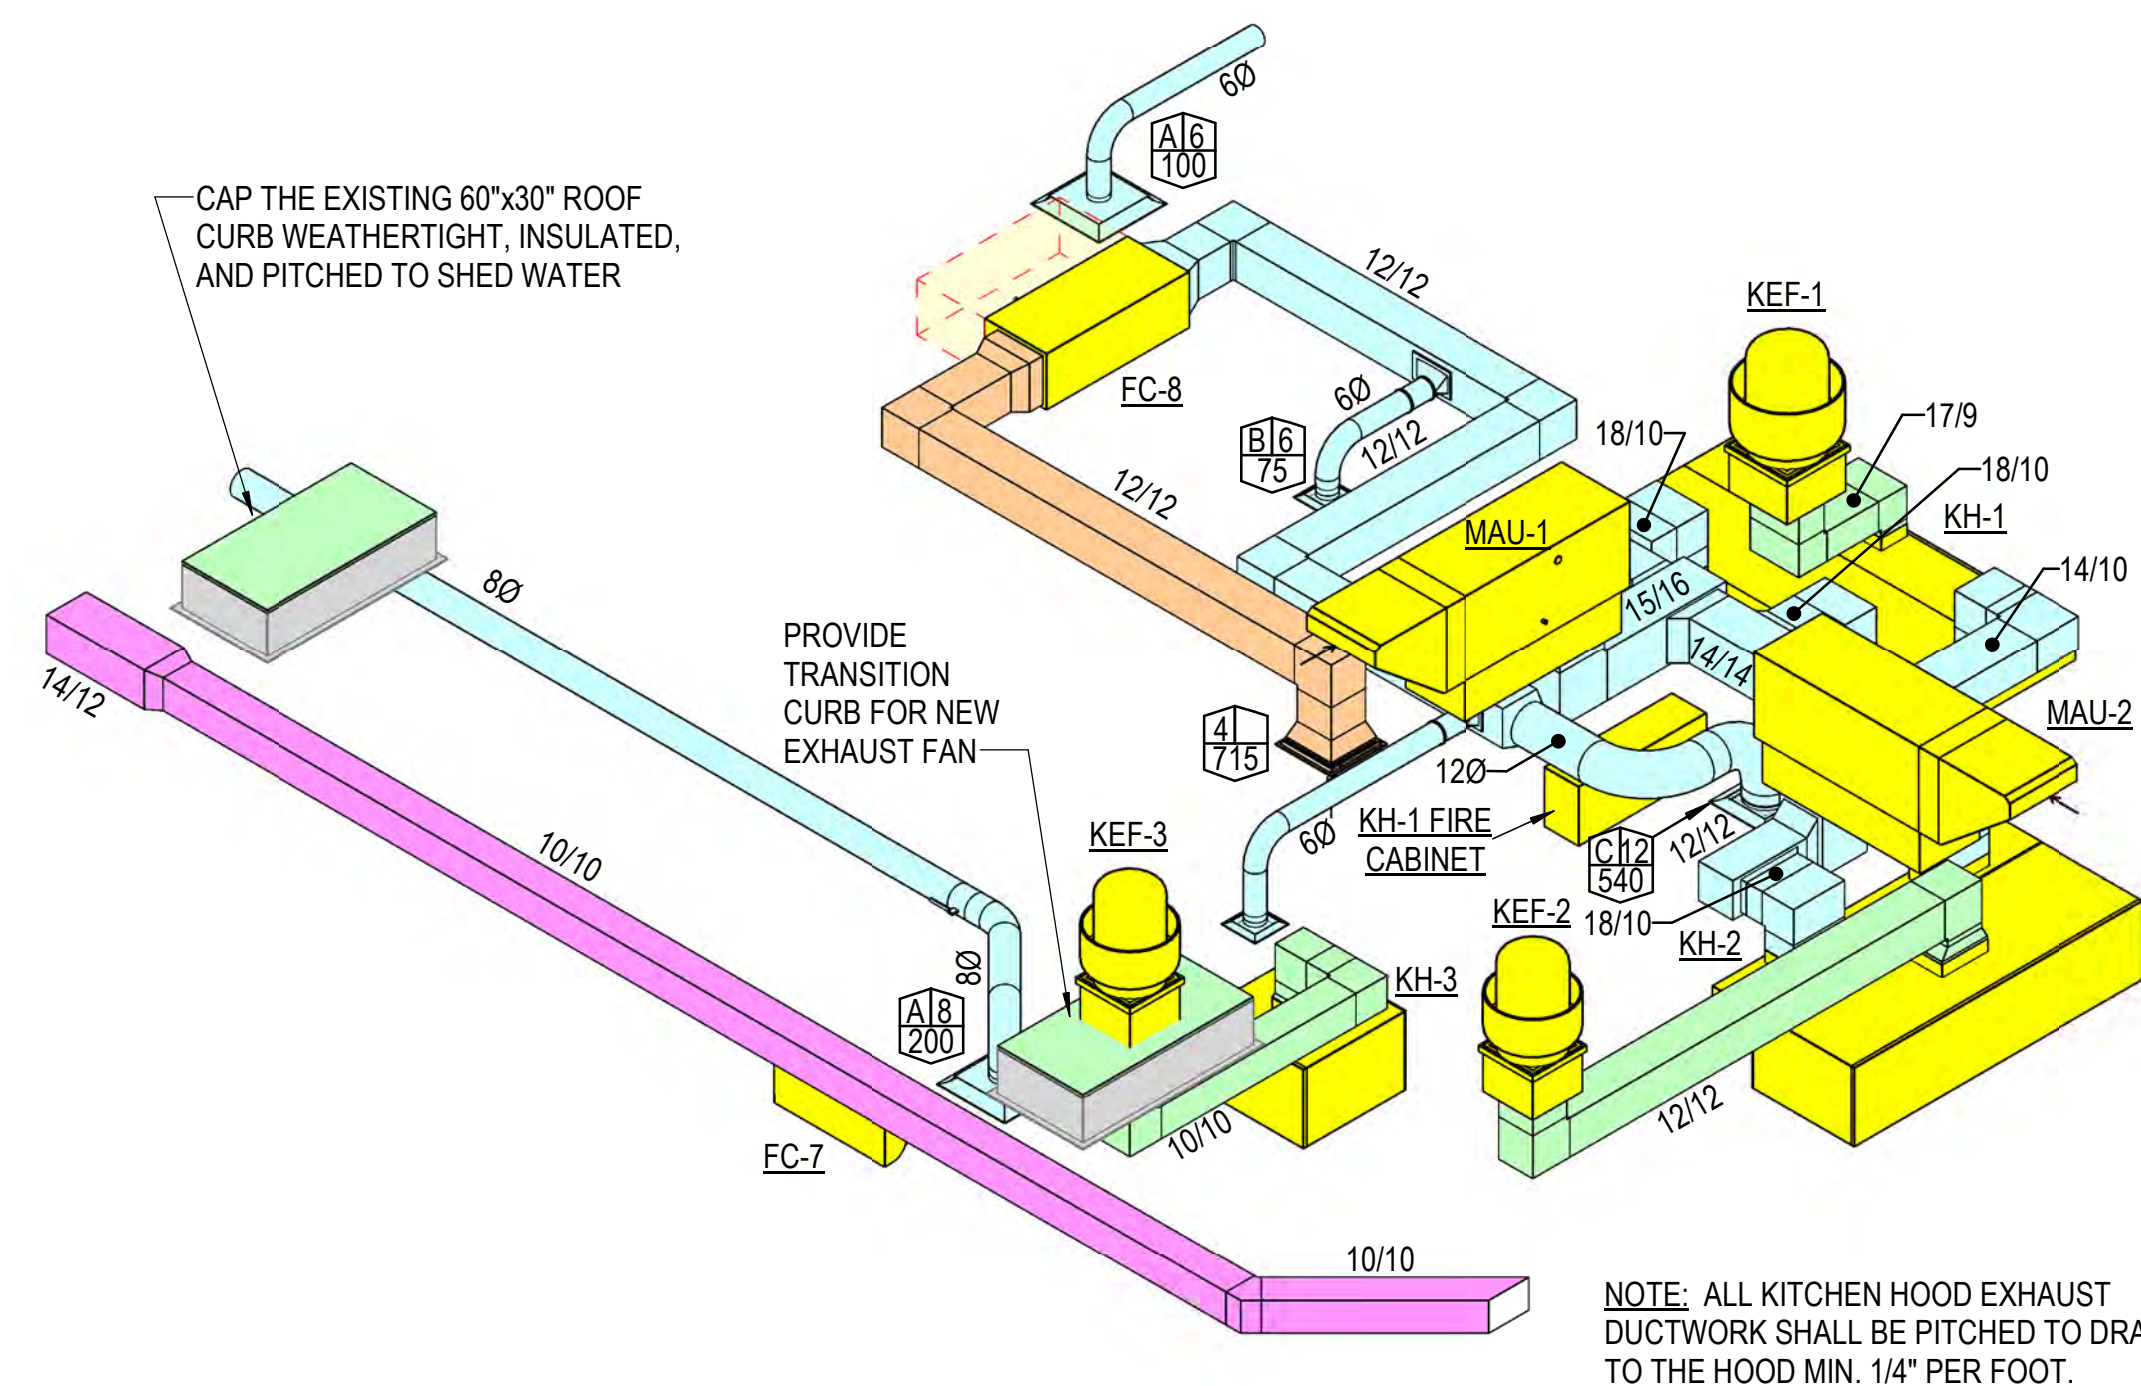 6Ø
A 6
100
CAP THE EXISTING 60"x30" ROOF
CURB WEATHERTIGHT, INSULATED,
AND PITCHED TO SHED WATER
12/12
KEF-1
FC-8
6Ø
12/12
B 6
75
18/10
17/9
18/10
KH-1
12/12
MAU-1
15/16
14/10
8Ø
PROVIDE
TRANSITION
CURB FOR NEW
EXHAUST FAN
14/12
14/14
MAU-2
4
715
12Ø
6Ø
KH-1 FIRE
CABINET
C 12
540
12/12
10/10
KEF-3
KEF-2
18/10
KH-2
8Ø
KH-3
A 8
200
10/10
12/12
FC-7
10/10
NOTE: ALL KITCHEN HOOD EXHAUST
DUCTWORK SHALL BE PITCHED TO DRA
TO THE HOOD MIN. 1/4" PER FOOT.